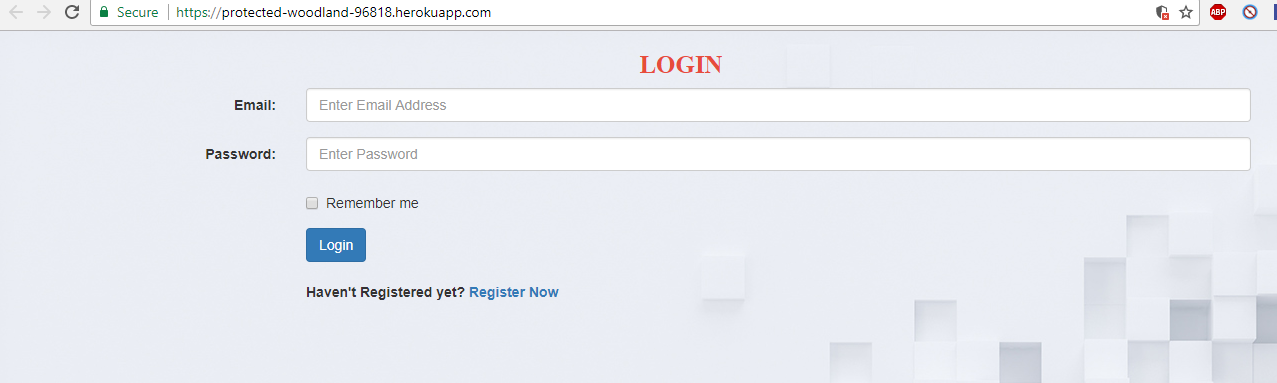 Secure https://protected-woodland-96818.herokuapp.com ABP
LOGIN
Email: Enter Email Address
Password: Enter Password
Remember me
Login
Haven't Registered yet? Register Now